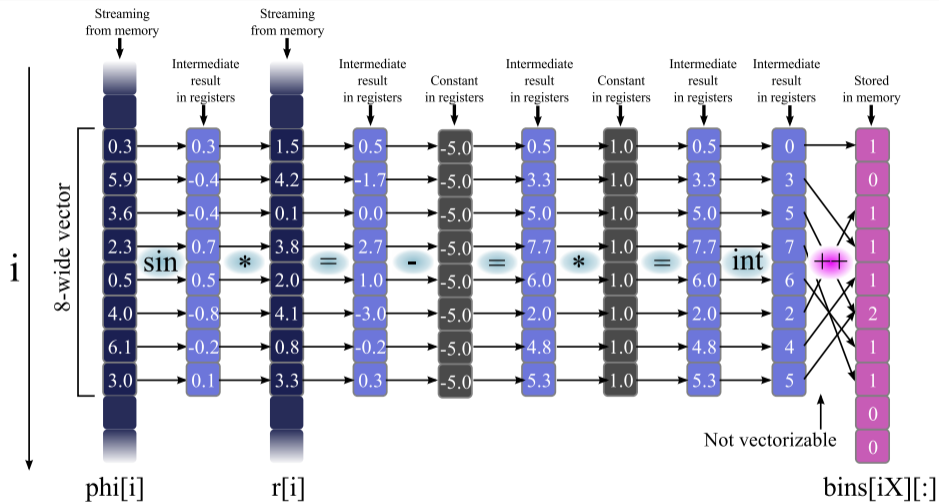 Streaming
from memory
Streaming
from memory
Intermediate
result
in registers
Intermediate
result
in registers
Constant
in registers
Intermediate
result
in registers
Constant
in registers
Intermediate
result
in registers
Intermediate
result
in registers
Stored
in memory
i
8-wide vector
0.3 0.3 1.5 0.5 -5.0 0.5 1.0 0.5 0 1
5.9 -0.4 4.2 -1.7 -5.0 3.3 1.0 3.3 3 0
3.6 -0.4 0.1 0.0 -5.0 5.0 1.0 5.0 5 1
2.3 0.7 3.8 2.7 -5.0 7.7 1.0 7.7 7 1
sin * = - = * = int ++
0.5 0.5 2.0 1.0 -5.0 6.0 1.0 6.0 6 1
4.0 -0.8 4.1 -3.0 -5.0 2.0 1.0 2.0 2 2
6.1 -0.2 0.8 -0.2 -5.0 4.8 1.0 4.8 4 1
3.0 0.1 3.3 0.3 -5.0 5.3 1.0 5.3 5 1
0
0
Not vectorizable
phi[i] r[i] bins[iX][:]